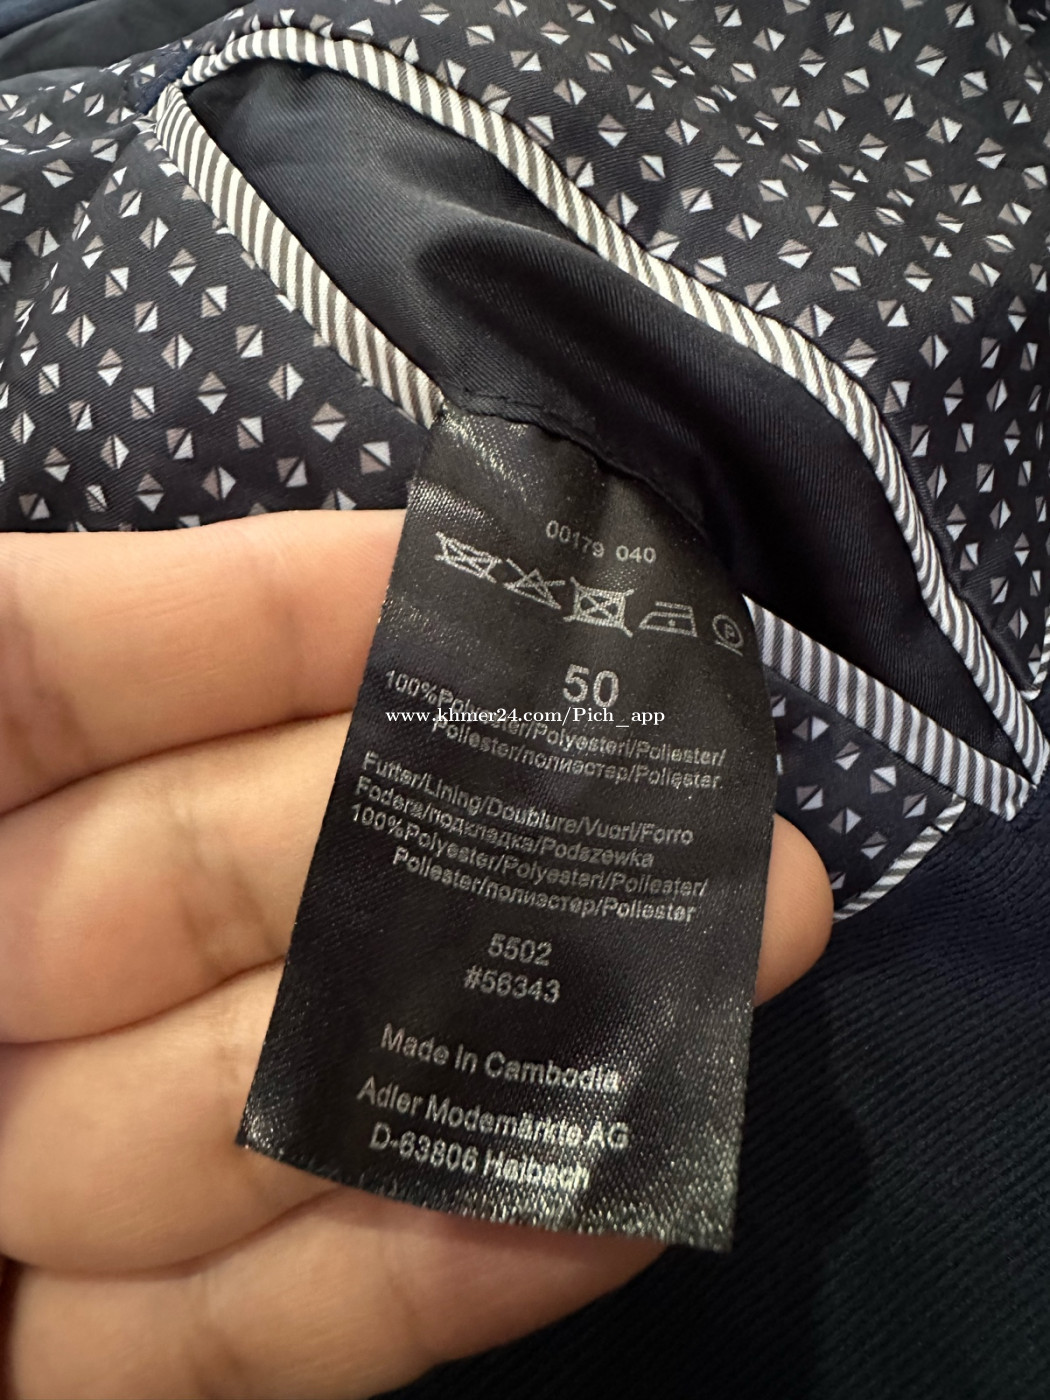 00179 040
50
100%Polyester/Polyesteri/Poliester/
Poliester/полиэстер/Poliester
www.khmer24.com/Pich_app
Futter/Lining/Doublure/Vuori/Forro
Fodera/подкладка/Podszewka
100%Polyester/Polyesteri/Poliester/
Poliester/полиэстер/Poliester
5502
#56343
Made in Cambodia
Adler Modemärkte AG
D-63806 Haibach